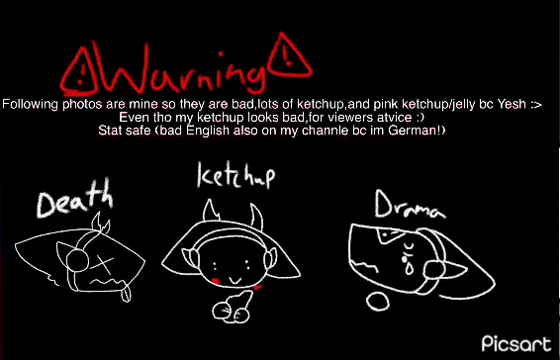 Warning
Following photos are mine so they are bad,lots of ketchup,and pink ketchup/jelly bc Yesh :>
Even tho my ketchup looks bad,for viewers atvice :)
Stat safe (bad English also on my channle bc im German!)
Death
Ketchup
Drama
Picsart